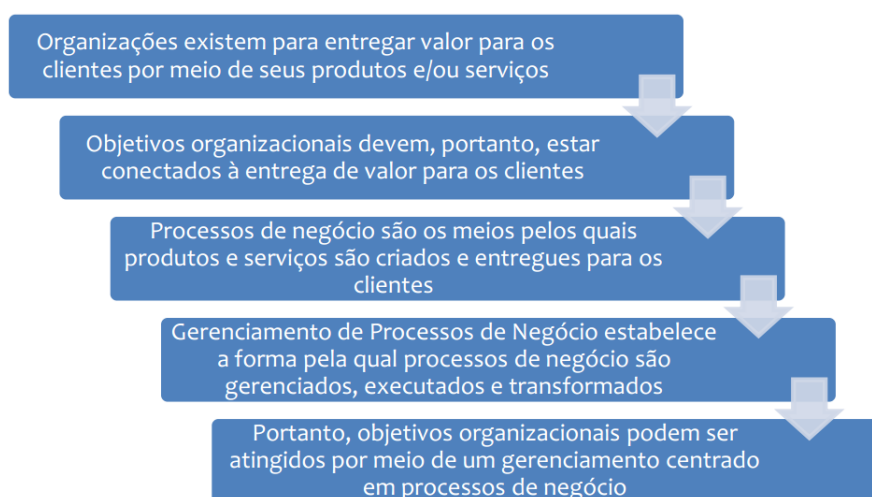 Organizações existem para entregar valor para os
clientes por meio de seus produtos e/ou serviços
Objetivos organizacionais devem, portanto, estar
conectados à entrega de valor para os clientes
Processos de negócio são os meios pelos quais
produtos e serviços são criados e entregues para os
clientes
Gerenciamento de Processos de Negócio estabelece
a forma pela qual processos de negócio são
gerenciados, executados e transformados
Portanto, objetivos organizacionais podem ser
atingidos por meio de um gerenciamento centrado
em processos de negócio